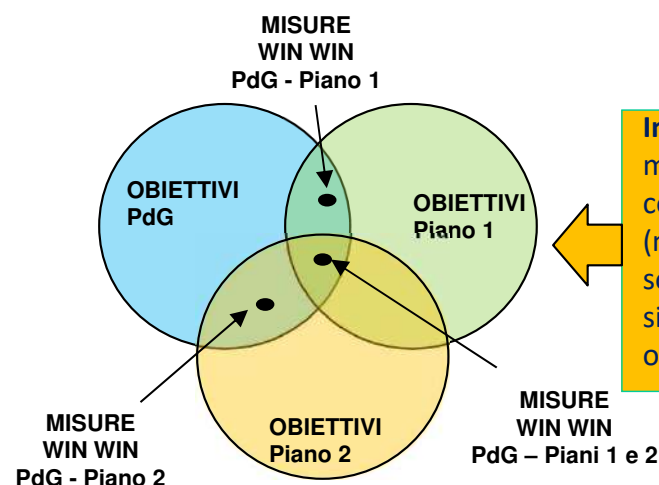 MISURE
WIN WIN
PdG - Piano 1
OBIETTIVI
PdG
OBIETTIVI
Piano 1
OBIETTIVI
Piano 2
MISURE
WIN WIN
PdG - Piano 2
MISURE
WIN WIN
PdG – Piani 1 e 2